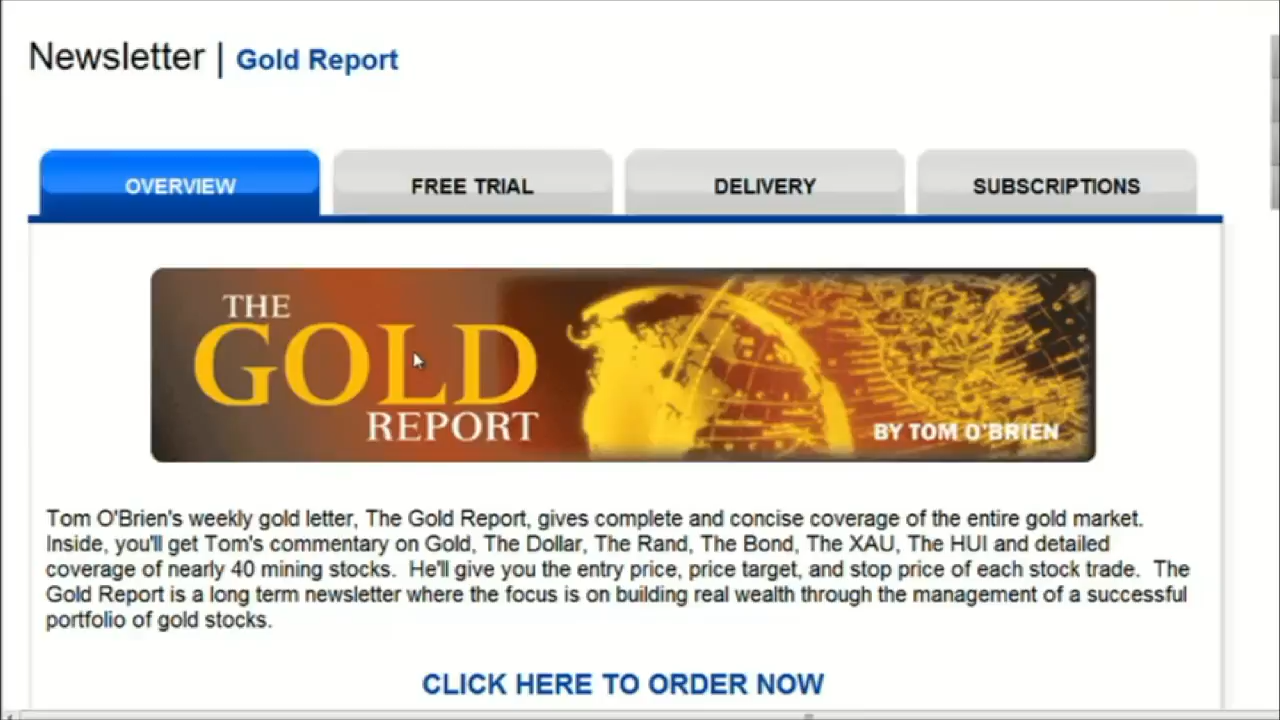 Newsletter | Gold Report
OVERVIEW
FREE TRIAL
DELIVERY
SUBSCRIPTIONS
THE
GOLD
REPORT
BY TOM O'BRIEN
Tom O'Brien's weekly gold letter, The Gold Report, gives complete and concise coverage of the entire gold market.
Inside, you'll get Tom's commentary on Gold, The Dollar, The Rand, The Bond, The XAU, The HUI and detailed
coverage of nearly 40 mining stocks.  He'll give you the entry price, price target, and stop price of each stock trade.  The
Gold Report is a long term newsletter where the focus is on building real wealth through the management of a successful
portfolio of gold stocks.
CLICK HERE TO ORDER NOW